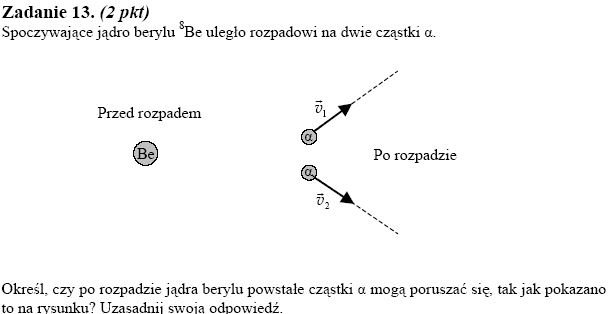 Zadanie 13. (2 pkt)
Spoczywające jądro berylu ⁸Be uległo rozpadowi na dwie cząstki α.
Przed rozpadem
Be
α
v⃗₁
α
v⃗₂
Po rozpadzie
Określ, czy po rozpadzie jądra berylu powstałe cząstki α mogą poruszać się, tak jak pokazano
to na rysunku? Uzasadnij swoją odpowiedź.